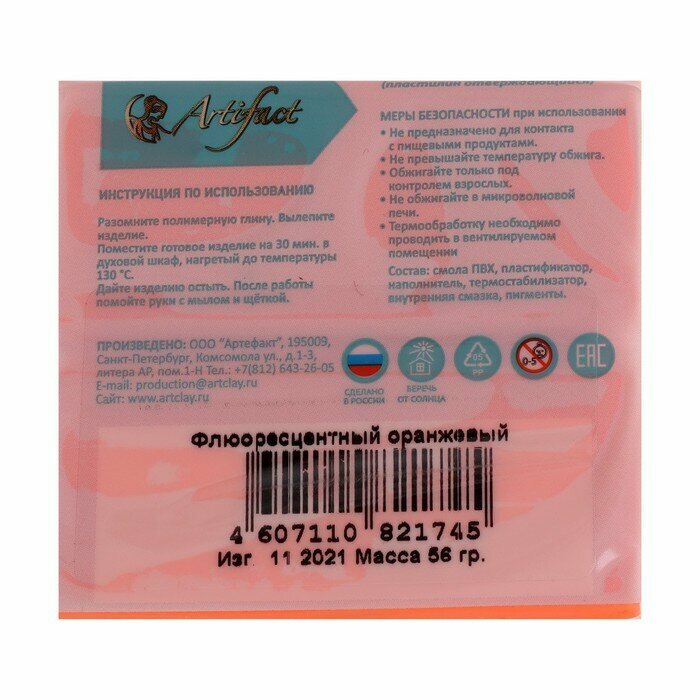 Artifact
ИНСТРУКЦИЯ ПО ИСПОЛЬЗОВАНИЮ
Разомните полимерную глину. Вылепите
изделие.
Поместите готовое изделие на 30 мин. в
духовой шкаф, нагретый до температуры
130 °C.
Дайте изделию остыть. После работы
помойте руки с мылом и щёткой.
(пластилин отверждающийся)
МЕРЫ БЕЗОПАСНОСТИ при использовании
• Не предназначено для контакта
с пищевыми продуктами.
• Не превышайте температуру обжига.
• Обжигайте только под
контролем взрослых.
• Не обжигайте в микроволновой
печи.
• Термообработку необходимо
проводить в вентилируемом
помещении
Состав: смола ПВХ, пластификатор,
наполнитель, термостабилизатор,
внутренняя смазка, пигменты.
ПРОИЗВЕДЕНО: ООО "Артефакт", 195009,
Санкт-Петербург, Комсомола ул., д.1-3,
литера АР, пом.1-Н Тел.: +7(812) 643-26-05
E-mail: production@artclay.ru
Сайт: www.artclay.ru
СДЕЛАНО
В РОССИИ
БЕРЕЧЬ
ОТ СОЛНЦА
05
PP
0-5
EAC
Флюоресцентный оранжевый
4 607110 821745
Изг. 11 2021 Масса 56 гр.